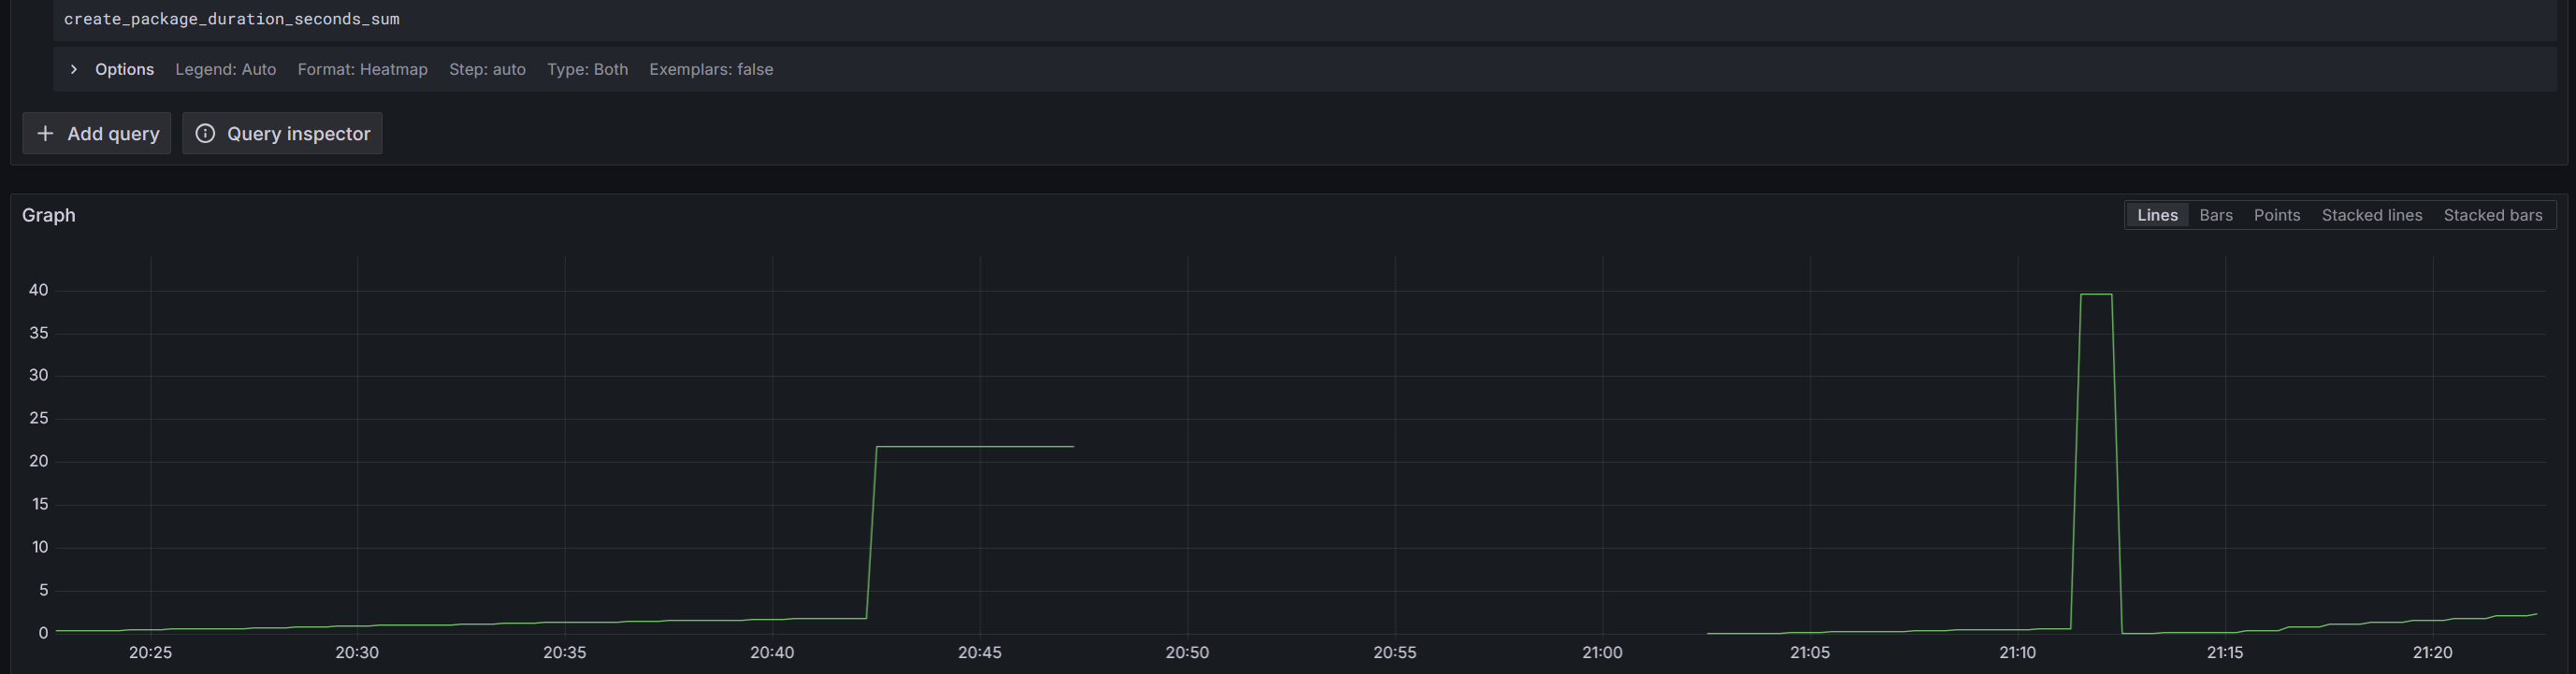 create_package_duration_seconds_sum
Options Legend: Auto Format: Heatmap Step: auto Type: Both Exemplars: false
+ Add query Query inspector
Graph Lines Bars Points Stacked lines Stacked bars
40
35
30
25
20
15
10
5
0
20:25 20:30 20:35 20:40 20:45 20:50 20:55 21:00 21:05 21:10 21:15 21:20